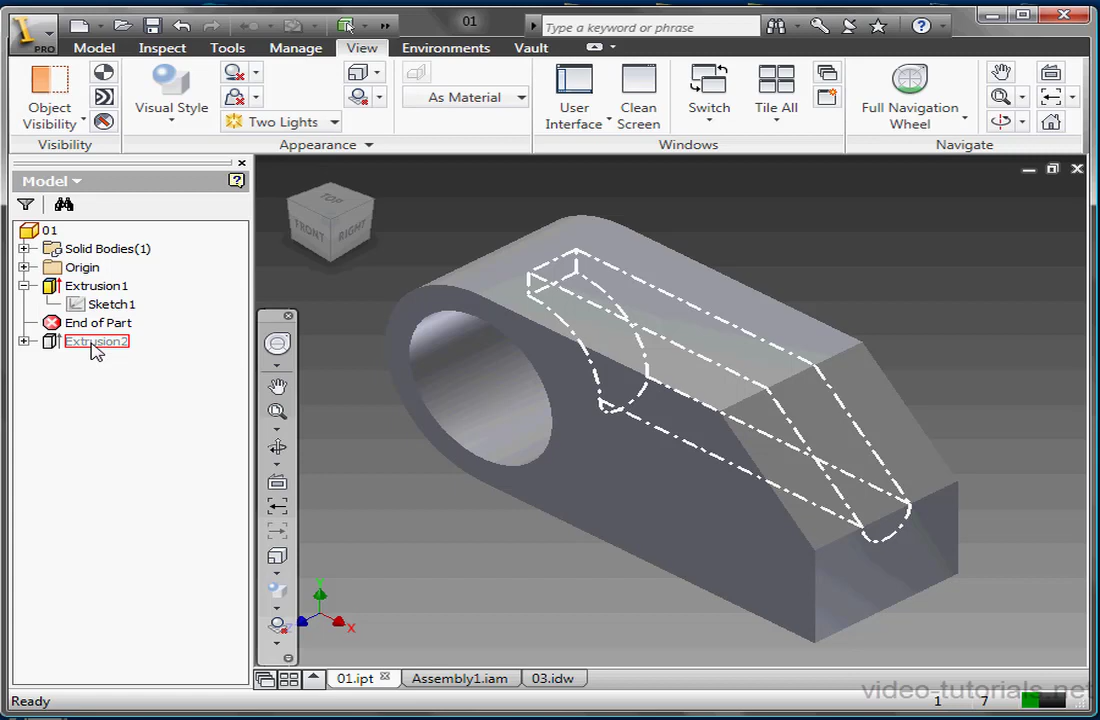 01
Type a keyword or phrase
PRO
Model
Inspect
Tools
Manage
View
Environments
Vault
Object
Visibility
Visual Style
Two Lights
As Material
User
Interface
Clean
Screen
Switch
Tile All
Full Navigation
Wheel
Visibility
Appearance
Windows
Navigate
Model
01
Solid Bodies(1)
Origin
Extrusion1
Sketch1
End of Part
Extrusion2
TOP
FRONT
RIGHT
X
01.ipt
Assembly1.iam
03.idw
Ready
1
7
video-tutorials.net